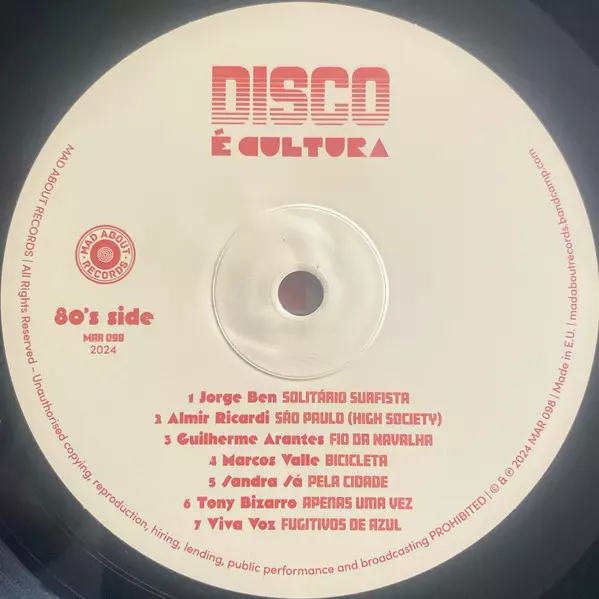 DISCO
É CULTURA
MAD ABOUT
RECORDS
80's side
MAR 098
2024
1 Jorge Ben SOLITÁRIO SURFISTA
2 Almir Ricardi SÃO PAULO (HIGH SOCIETY)
3 Guilherme Arantes FIO DA NAVALHA
4 Marcos Valle BICICLETA
5 Sandra Sá PELA CIDADE
6 Tony Bizarro APENAS UMA VEZ
7 Viva Voz FUGITIVOS DE AZUL
MAD ABOUT RECORDS | All Rights Reserved - Unauthorised copying, reproduction, hiring, lending, public performance and broadcasting PROHIBITED | © & ℗ 2024 MAR 098 | Made in E.U. | madaboutrecords.bandcamp.com